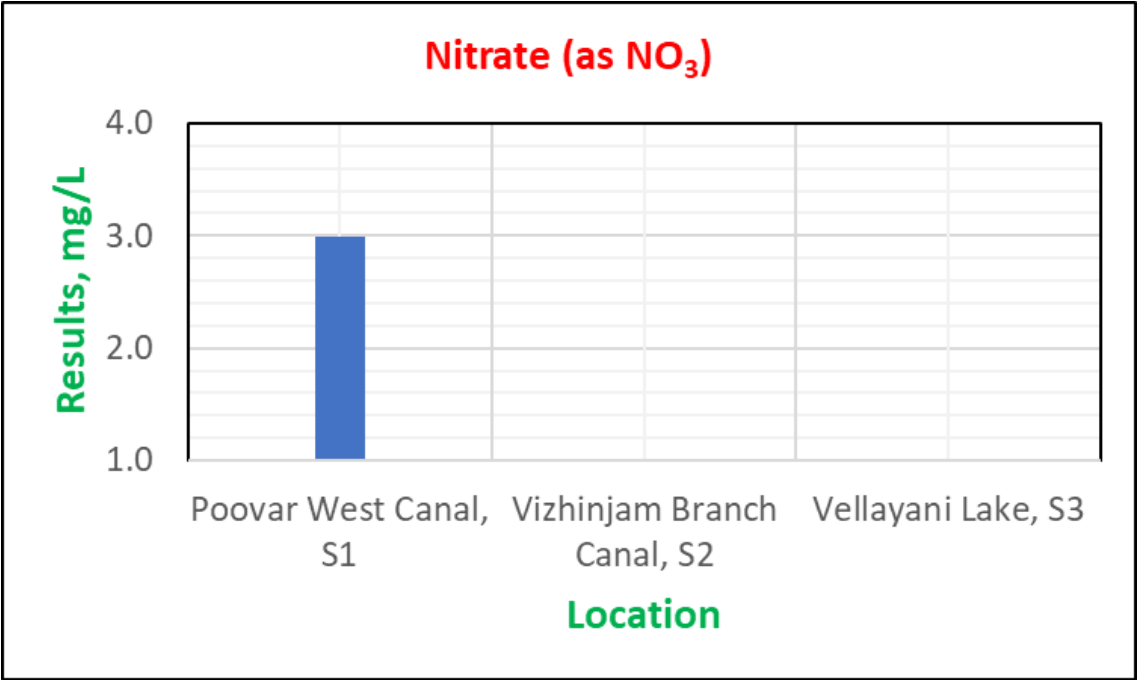 Nitrate (as NO₃)
Results, mg/L
4.0
3.0
2.0
1.0
Poovar West Canal,
S1
Vizhinjam Branch
Canal, S2
Vellayani Lake, S3
Location